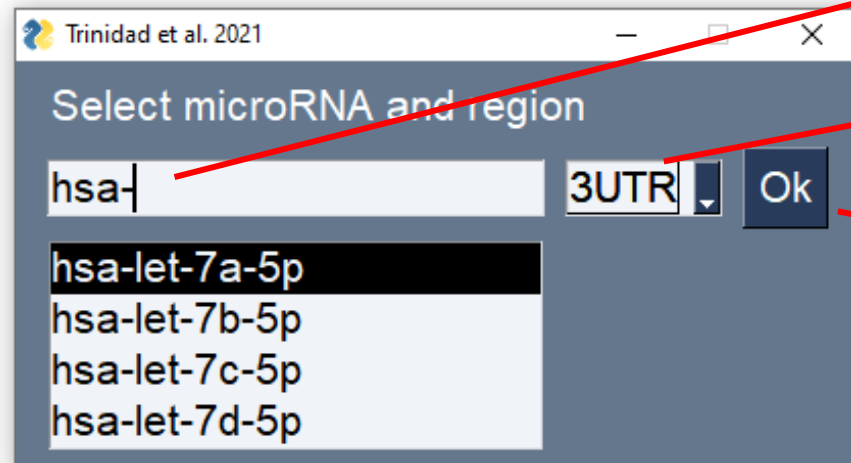 Trinidad et al. 2021
Select microRNA and region
hsa- 3UTR Ok
hsa-let-7a-5p
hsa-let-7b-5p
hsa-let-7c-5p
hsa-let-7d-5p